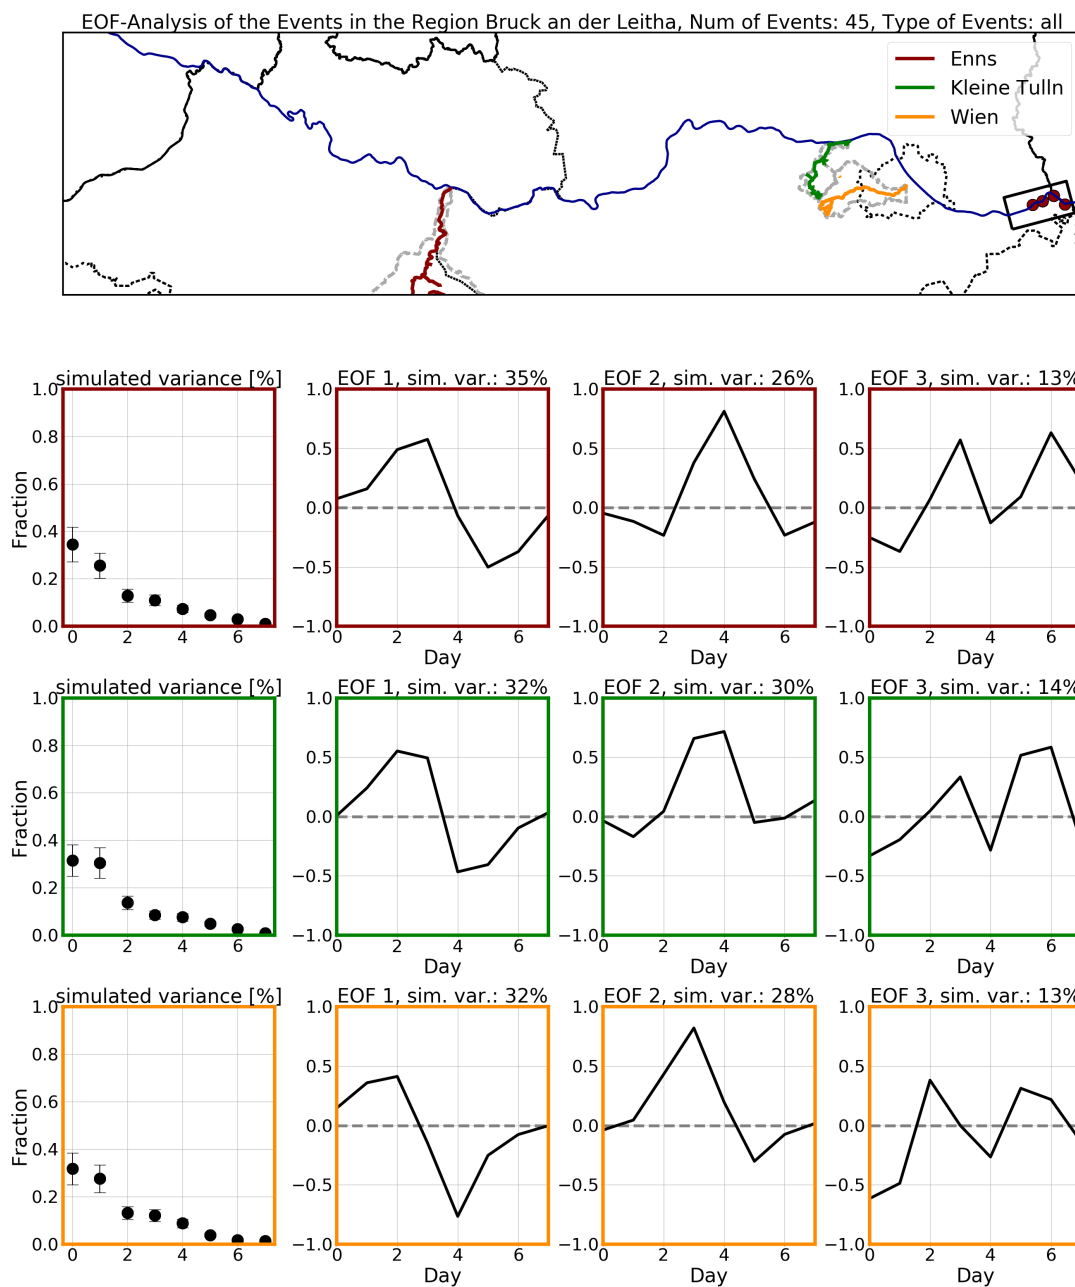 EOF-Analysis of the Events in the Region Bruck an der Leitha, Num of Events: 45, Type of Events: all
Enns
Kleine Tulln
Wien
simulated variance [%]
EOF 1, sim. var.: 35%
EOF 2, sim. var.: 26%
EOF 3, sim. var.: 13%
1.0
0.8
0.6
0.4
0.2
0.0
Fraction
0 2 4 6
1.0
0.5
0.0
−0.5
−1.0
0 2 4 6
Day
1.0
0.5
0.0
−0.5
−1.0
0 2 4 6
Day
1.0
0.5
0.0
−0.5
−1.0
0 2 4 6
Day
simulated variance [%]
EOF 1, sim. var.: 32%
EOF 2, sim. var.: 30%
EOF 3, sim. var.: 14%
1.0
0.8
0.6
0.4
0.2
0.0
Fraction
0 2 4 6
1.0
0.5
0.0
−0.5
−1.0
0 2 4 6
Day
1.0
0.5
0.0
−0.5
−1.0
0 2 4 6
Day
1.0
0.5
0.0
−0.5
−1.0
0 2 4 6
Day
simulated variance [%]
EOF 1, sim. var.: 32%
EOF 2, sim. var.: 28%
EOF 3, sim. var.: 13%
1.0
0.8
0.6
0.4
0.2
0.0
Fraction
0 2 4 6
1.0
0.5
0.0
−0.5
−1.0
0 2 4 6
Day
1.0
0.5
0.0
−0.5
−1.0
0 2 4 6
Day
1.0
0.5
0.0
−0.5
−1.0
0 2 4 6
Day